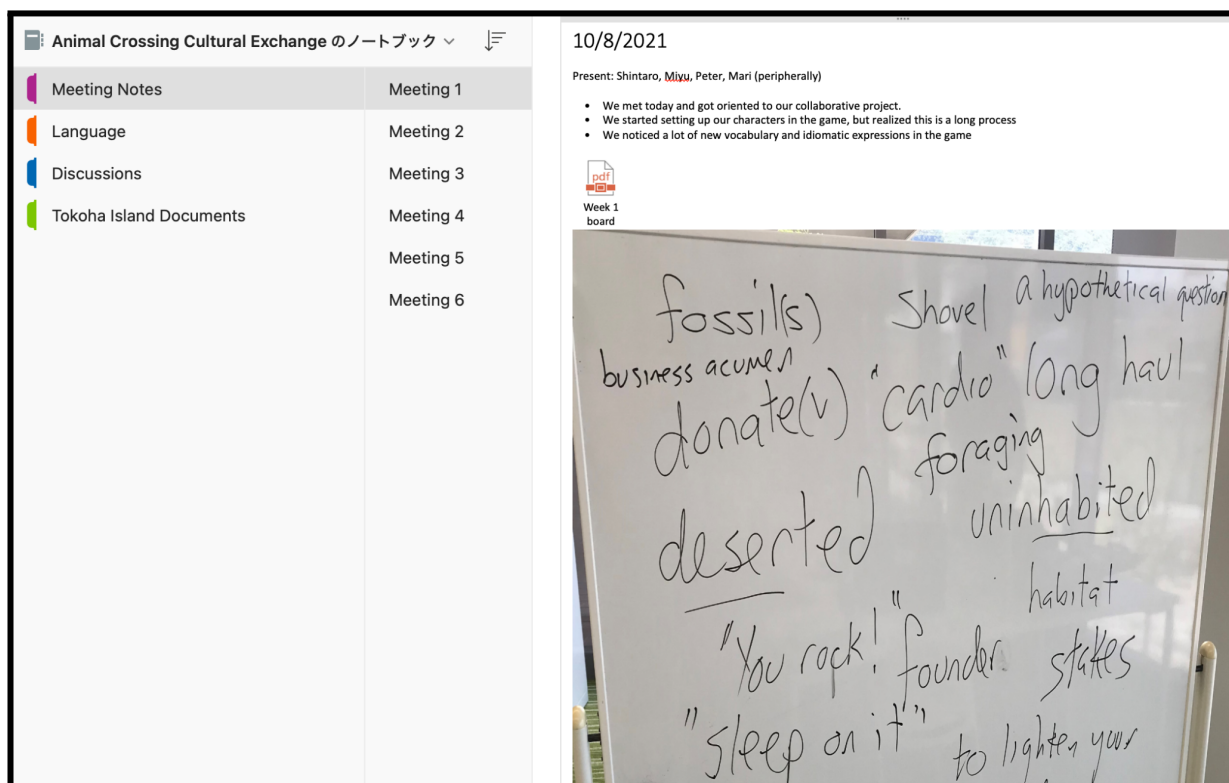 Animal Crossing Cultural Exchange のノートブック
Meeting Notes
Language
Discussions
Tokoha Island Documents
Meeting 1
Meeting 2
Meeting 3
Meeting 4
Meeting 5
Meeting 6
10/8/2021
Present: Shintaro, Miyu, Peter, Mari (peripherally)
• We met today and got oriented to our collaborative project.
• We started setting up our characters in the game, but realized this is a long process
• We noticed a lot of new vocabulary and idiomatic expressions in the game
pdf
Week 1
board
fossil(s) Shovel a hypothetical question
business acumen
donate(v) "cardio" long haul
foraging
deserted uninhabited
habitat
"You rock!" founder stakes
"sleep on it" to lighten your